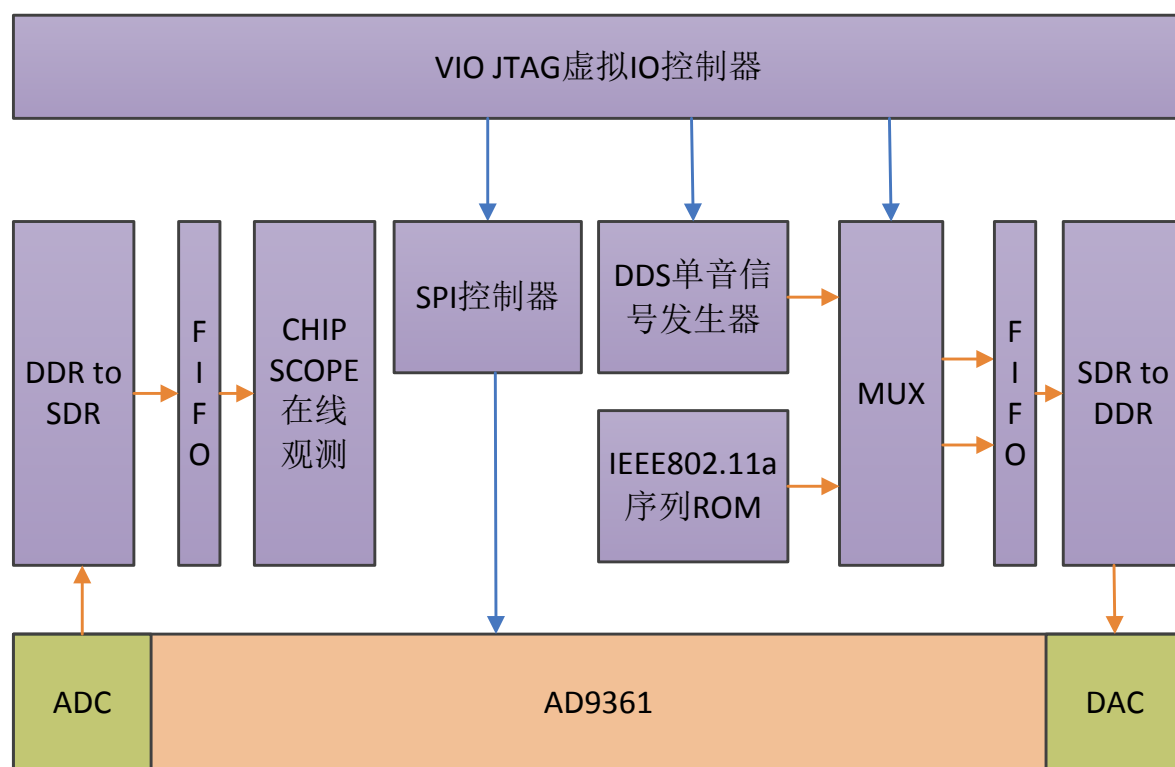 VIO JTAG虚拟IO控制器
DDR to
SDR
F
I
F
O
CHIP
SCOPE
在线
观测
SPI控制器
DDS单音信
号发生器
IEEE802.11a
序列ROM
MUX
F
I
F
O
SDR to
DDR
ADC
AD9361
DAC